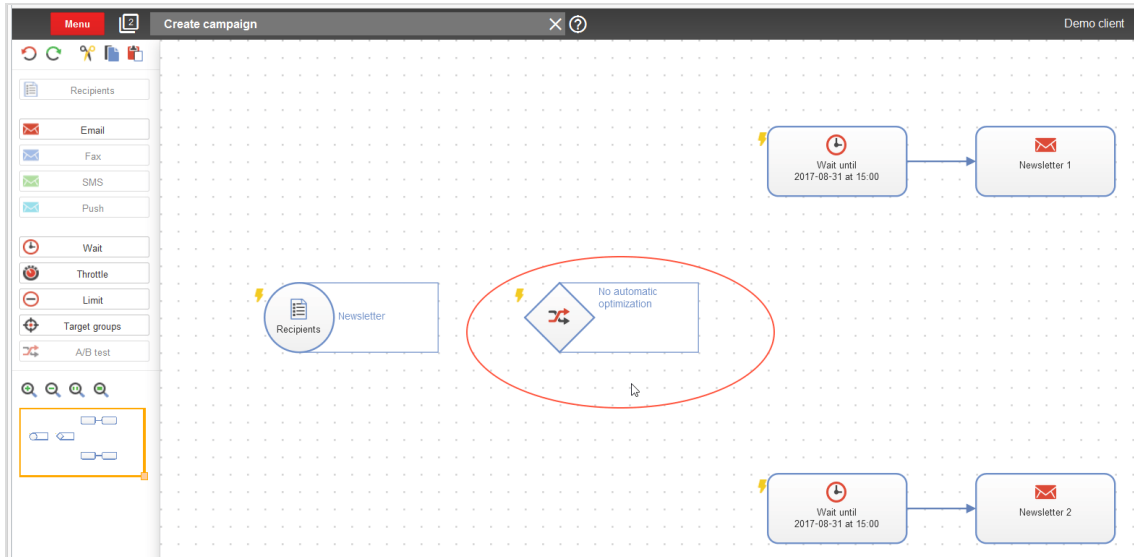 Menu
2
Create campaign
Demo client
Recipients
Email
Fax
SMS
Push
Wait
Throttle
Limit
Target groups
A/B test
Recipients
Newsletter
No automatic
optimization
Wait until
2017-08-31 at 15:00
Newsletter 1
Wait until
2017-08-31 at 15:00
Newsletter 2